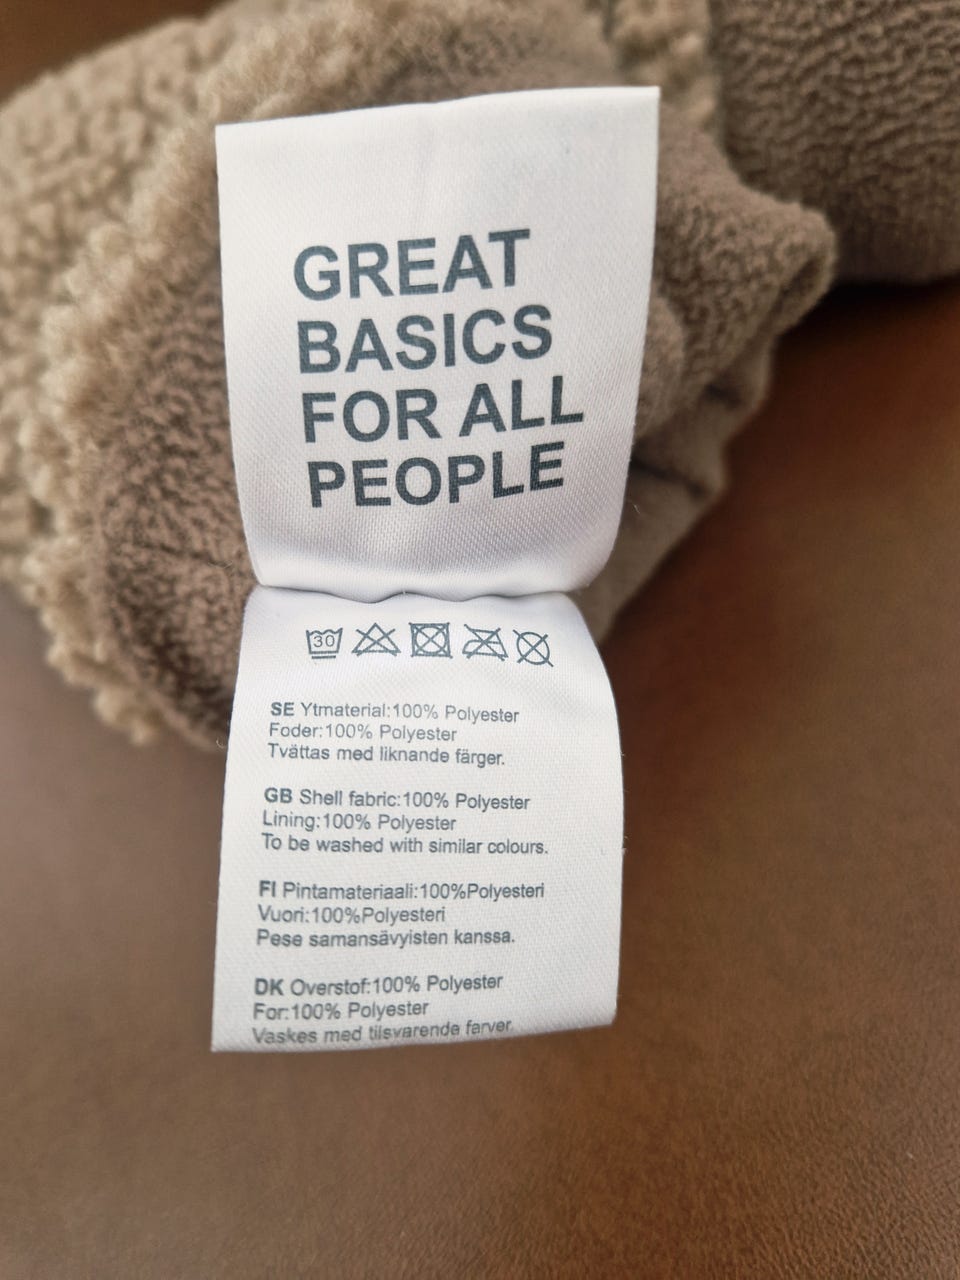 GREAT
BASICS
FOR ALL
PEOPLE
30
SE Ytmaterial:100% Polyester
Foder:100% Polyester
Tvättas med liknande färger.
GB Shell fabric:100% Polyester
Lining:100% Polyester
To be washed with similar colours.
FI Pintamateriaali:100%Polyesteri
Vuori:100%Polyesteri
Pese samansävyisten kanssa.
DK Overstof:100% Polyester
For:100% Polyester
Vaskes med tilsvarende farver.